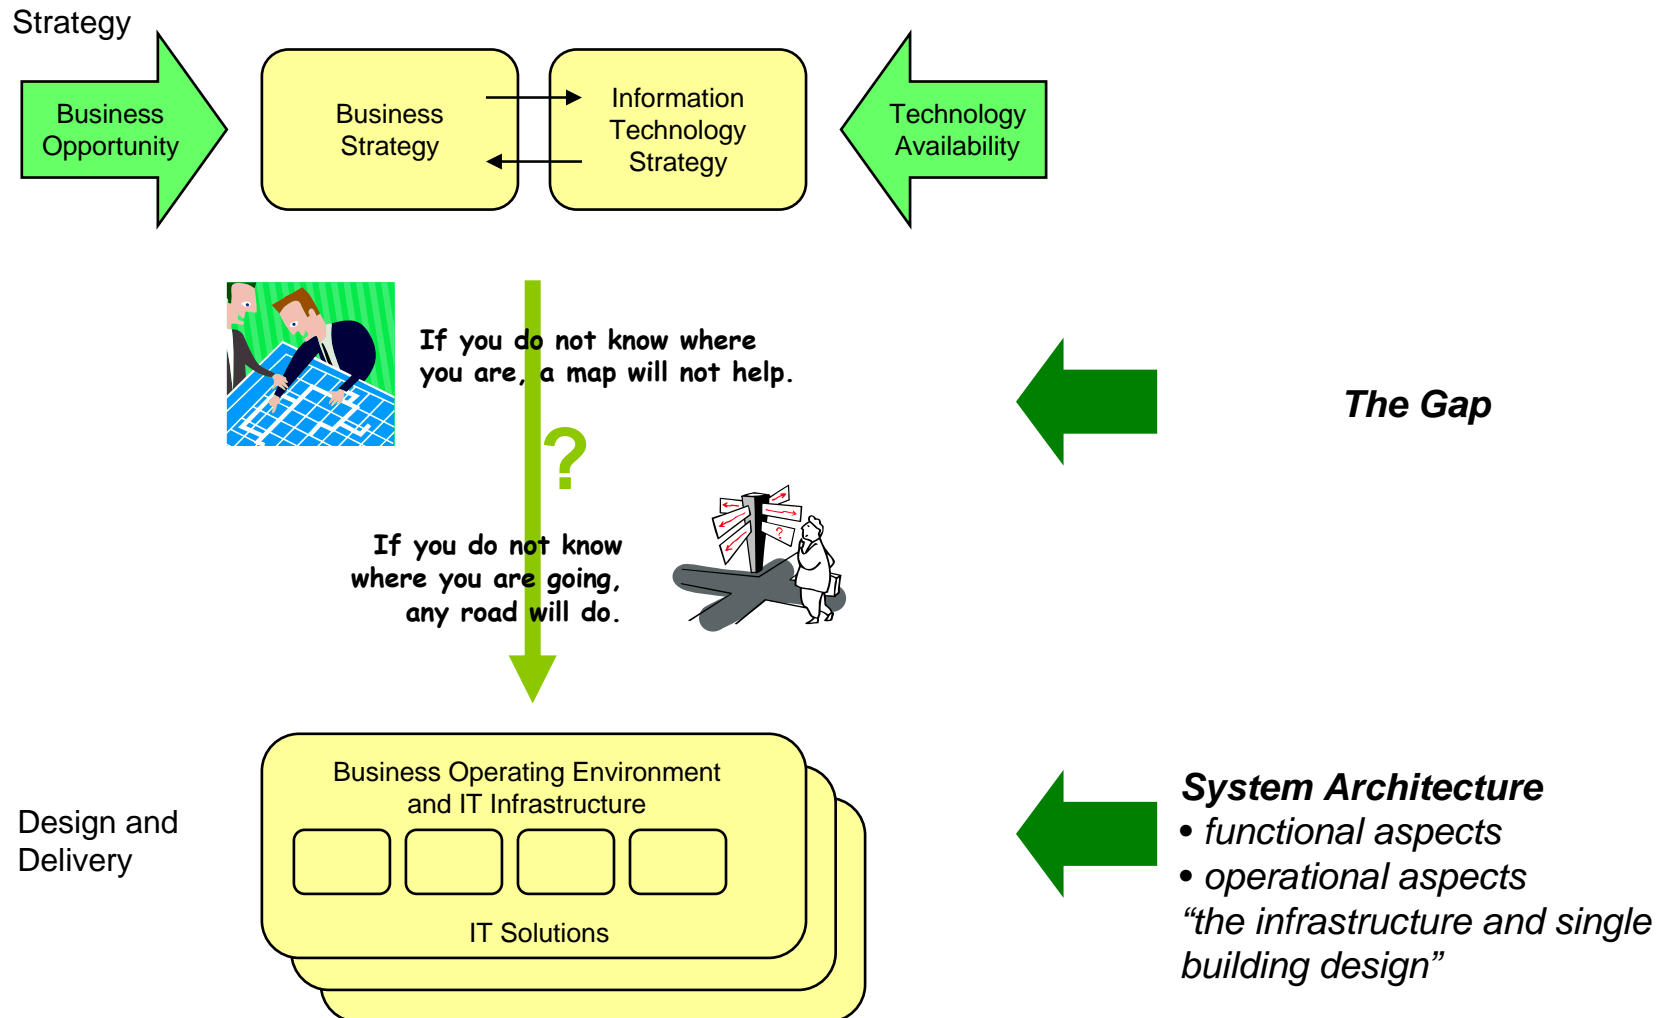 Strategy
Business
Opportunity
Business
Strategy
Information
Technology
Strategy
Technology
Availability
If you do not know where
you are, a map will not help.
The Gap
?
?
If you do not know
where you are going,
any road will do.
Business Operating Environment
and IT Infrastructure
IT Solutions
Design and
Delivery
System Architecture
• functional aspects
• operational aspects
“the infrastructure and single
building design”